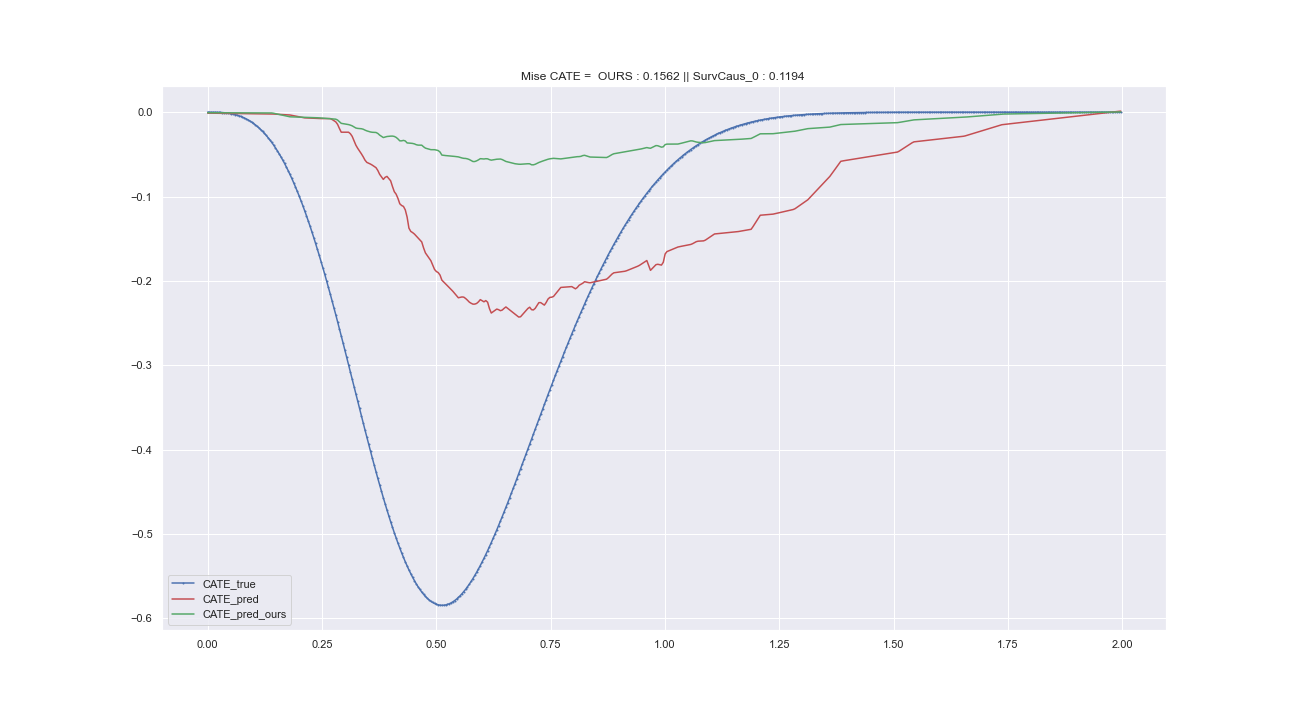 Mise CATE =  OURS : 0.1562 || SurvCaus_0 : 0.1194
0.0
−0.1
−0.2
−0.3
−0.4
−0.5
−0.6
CATE_true
CATE_pred
CATE_pred_ours
0.00 0.25 0.50 0.75 1.00 1.25 1.50 1.75 2.00